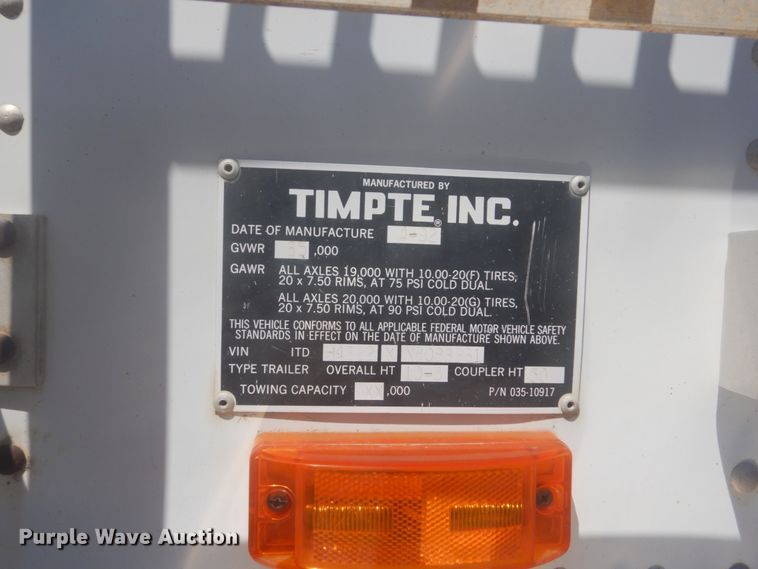 MANUFACTURED BY
TIMPTE® INC.
DATE OF MANUFACTURE
GVWR ,000
GAWR ALL AXLES 19,000 WITH 10.00-20(F) TIRES,
20 x 7.50 RIMS, AT 75 PSI COLD DUAL.
ALL AXLES 20,000 WITH 10.00-20(G) TIRES,
20 x 7.50 RIMS, AT 90 PSI COLD DUAL.
THIS VEHICLE CONFORMS TO ALL APPLICABLE FEDERAL MOTOR VEHICLE SAFETY
STANDARDS IN EFFECT ON THE DATE OF MANUFACTURE SHOWN ABOVE.
VIN ITD
TYPE TRAILER OVERALL HT COUPLER HT
TOWING CAPACITY XX ,000 P/N 035-10917
Purple Wave Auction